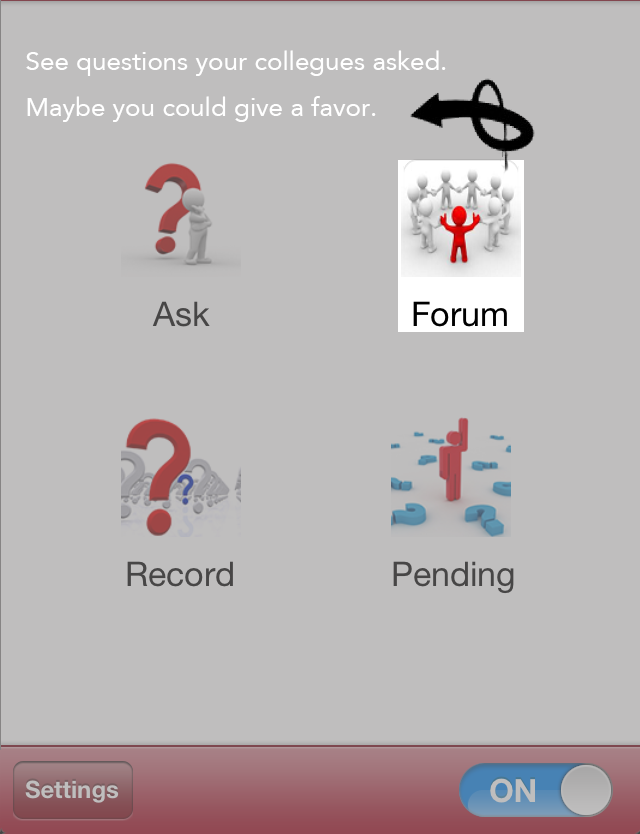 See questions your collegues asked.
Maybe you could give a favor.
Ask
Forum
Record
Pending
Settings
ON